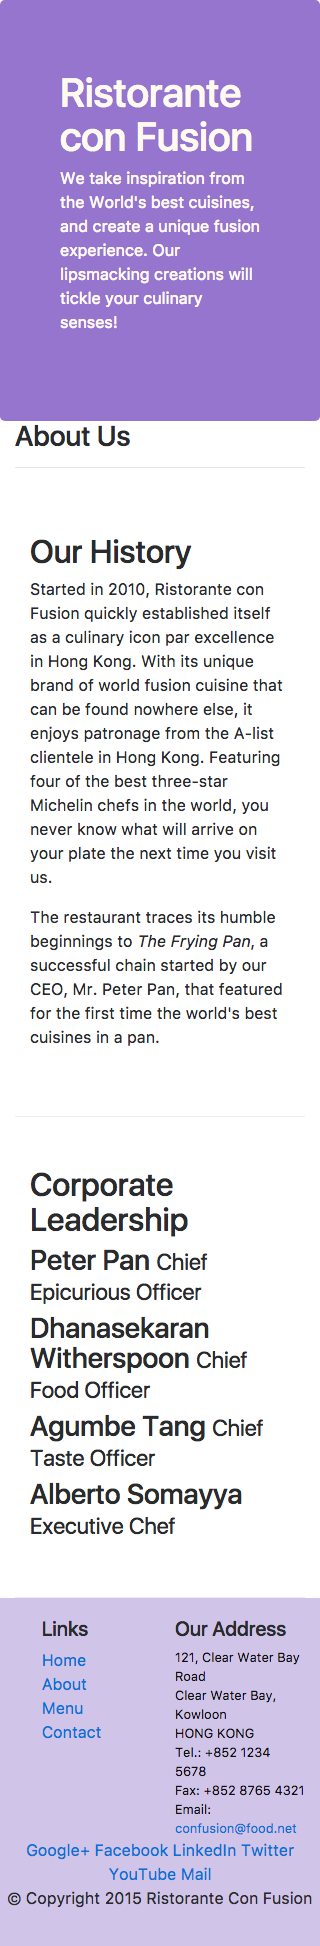 Ristorante
con Fusion
We take inspiration from
the World's best cuisines,
and create a unique fusion
experience. Our
lipsmacking creations will
tickle your culinary
senses!
About Us
Our History
Started in 2010, Ristorante con
Fusion quickly established itself
as a culinary icon par excellence
in Hong Kong. With its unique
brand of world fusion cuisine that
can be found nowhere else, it
enjoys patronage from the A-list
clientele in Hong Kong. Featuring
four of the best three-star
Michelin chefs in the world, you
never know what will arrive on
your plate the next time you visit
us.
The restaurant traces its humble
beginnings to The Frying Pan, a
successful chain started by our
CEO, Mr. Peter Pan, that featured
for the first time the world's best
cuisines in a pan.
Corporate
Leadership
Peter Pan Chief
Epicurious Officer
Dhanasekaran
Witherspoon Chief
Food Officer
Agumbe Tang Chief
Taste Officer
Alberto Somayya
Executive Chef
Links
Home
About
Menu
Contact
Our Address
121, Clear Water Bay
Road
Clear Water Bay,
Kowloon
HONG KONG
Tel.: +852 1234
5678
Fax: +852 8765 4321
Email:
confusion@food.net
Google+ Facebook LinkedIn Twitter
YouTube Mail
© Copyright 2015 Ristorante Con Fusion